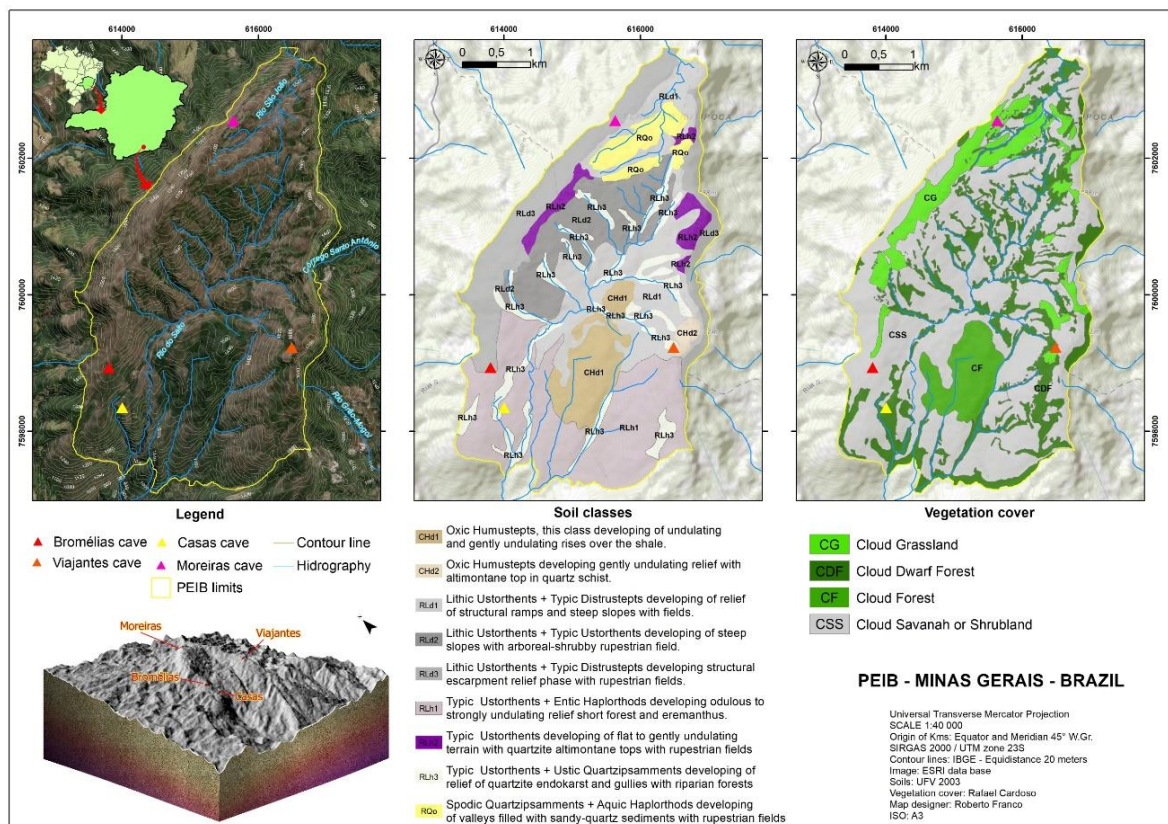 614000 616000
614000 616000
614000 616000
0 0,5 1
km
0 0,5 1
km
7602000
7600000
7598000
7602000
7600000
7598000
Rio São João
Córrego Santo Antônio
Rio do Salto
Rio Grão-Mogol
RLd1
RQo
RLh2
RQo
RQo
RLh2
RLh3
RLh3
RLd3
RLd2
RLh3
RLh3
RLh2
RLd3
RLh3
RLh3
RLh2
RLh3
RLh3
RLd2
CHd1
RLd1
RLh3
RLh3
RLh3
RLh3
CHd2
CHd1
RLh3
RLh3
RLh1
RLh3
RLh3
CG
CSS
CF
CDF
Legend
Bromélias cave
Casas cave
Contour line
Viajantes cave
Moreiras cave
Hidrography
PEIB limits
Moreiras
Viajantes
Bromélias
Casas
Soil classes
CHd1 Oxic Humustepts, this class developing of undulating
and gently undulating rises over the shale.
CHd2 Oxic Humustepts developing gently undulating relief with
altimontane top in quartz schist.
RLd1 Lithic Ustorthents + Typic Distrustepts developing of relief
of structural ramps and steep slopes with fields.
RLd2 Lithic Ustorthents + Typic Ustorthents developing of steep
slopes with arboreal-shrubby rupestrian field.
RLd3 Lithic Ustorthents + Typic Distrustepts developing structural
escarpment relief phase with rupestrian fields.
RLh1 Typic Ustorthents + Entic Haplorthods developing odulous to
strongly undulating relief short forest and eremanthus.
RLh2 Typic Ustorthents developing of flat to gently undulating
terrain with quartzite altimontane tops with rupestrian fields
RLh3 Typic Ustorthents + Ustic Quartzipsamments developing of
relief of quartzite endokarst and gullies with riparian forests
RQo Spodic Quartzipsamments + Aquic Haplorthods developing
of valleys filled with sandy-quartz sediments with rupestrian fields
Vegetation cover
CG Cloud Grassland
CDF Cloud Dwarf Forest
CF Cloud Forest
CSS Cloud Savanah or Shrubland
PEIB - MINAS GERAIS - BRAZIL
Universal Transverse Mercator Projection
SCALE 1:40 000
Origin of Kms: Equator and Meridian 45° W.Gr.
SIRGAS 2000 / UTM zone 23S
Contour lines: IBGE - Equidistance 20 meters
Image: ESRI data base
Soils: UFV 2003
Vegetation cover: Rafael Cardoso
Map designer: Roberto Franco
ISO: A3